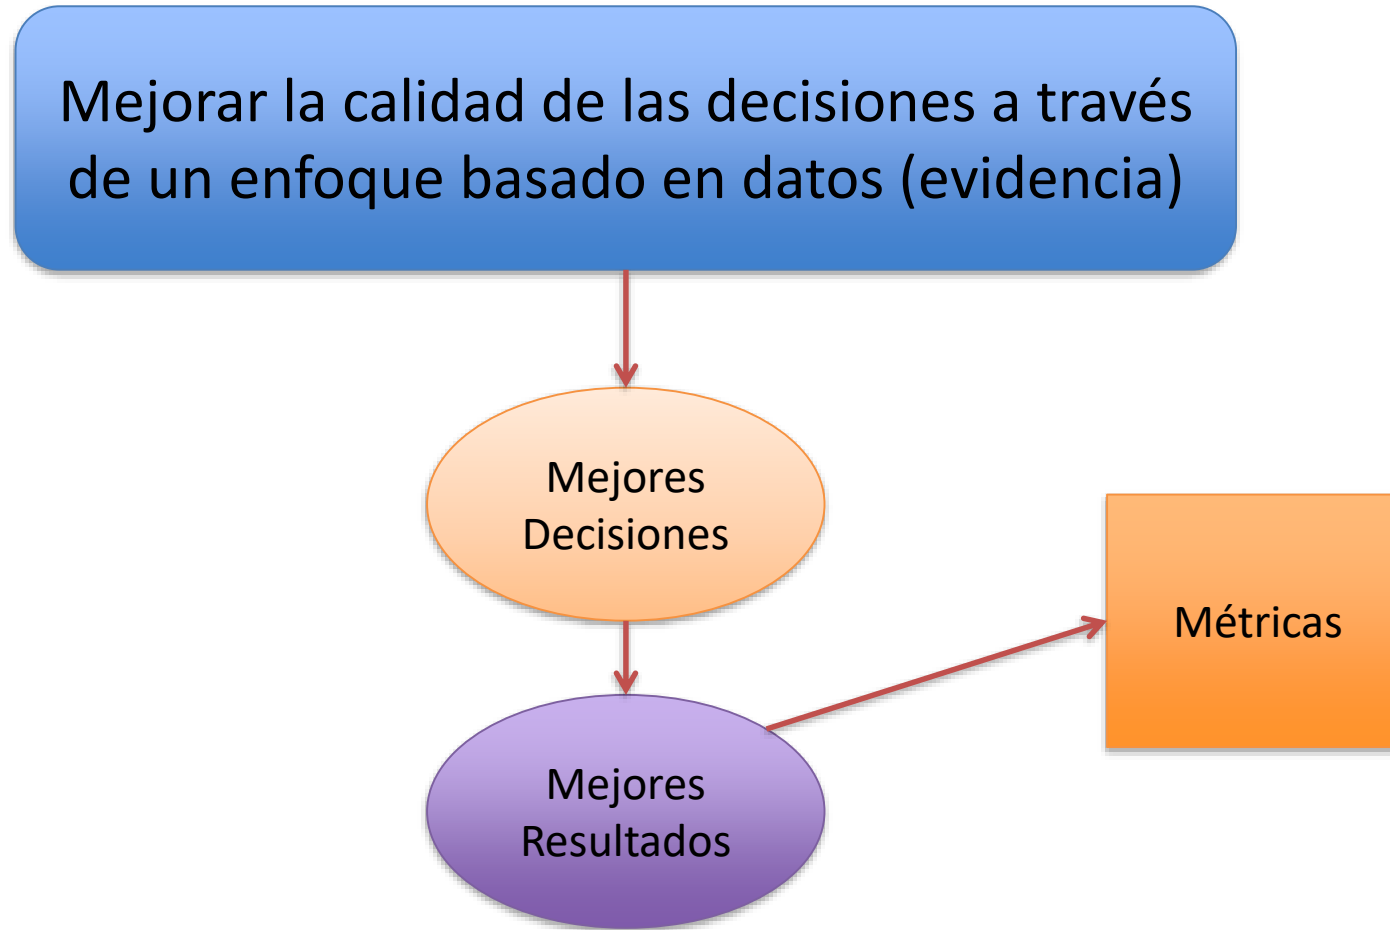 Mejorar la calidad de las decisiones a través
de un enfoque basado en datos (evidencia)
Mejores
Decisiones
Métricas
Mejores
Resultados